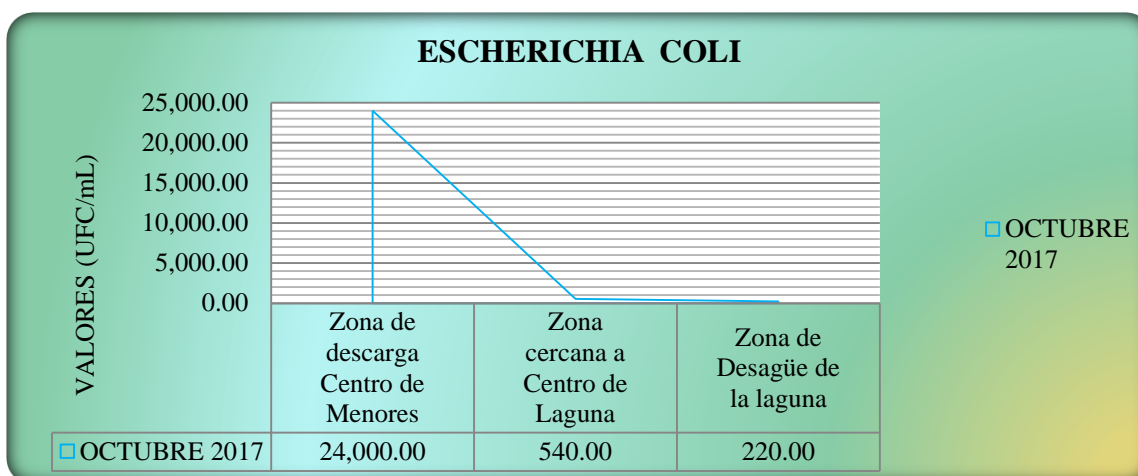 ESCHERICHIA COLI
VALORES (UFC/mL)
25,000.00
20,000.00
15,000.00
10,000.00
5,000.00
0.00
OCTUBRE
2017
Zona de
descarga
Centro de
Menores
Zona
cercana a
Centro de
Laguna
Zona de
Desagüe de
la laguna
OCTUBRE 2017 24,000.00 540.00 220.00